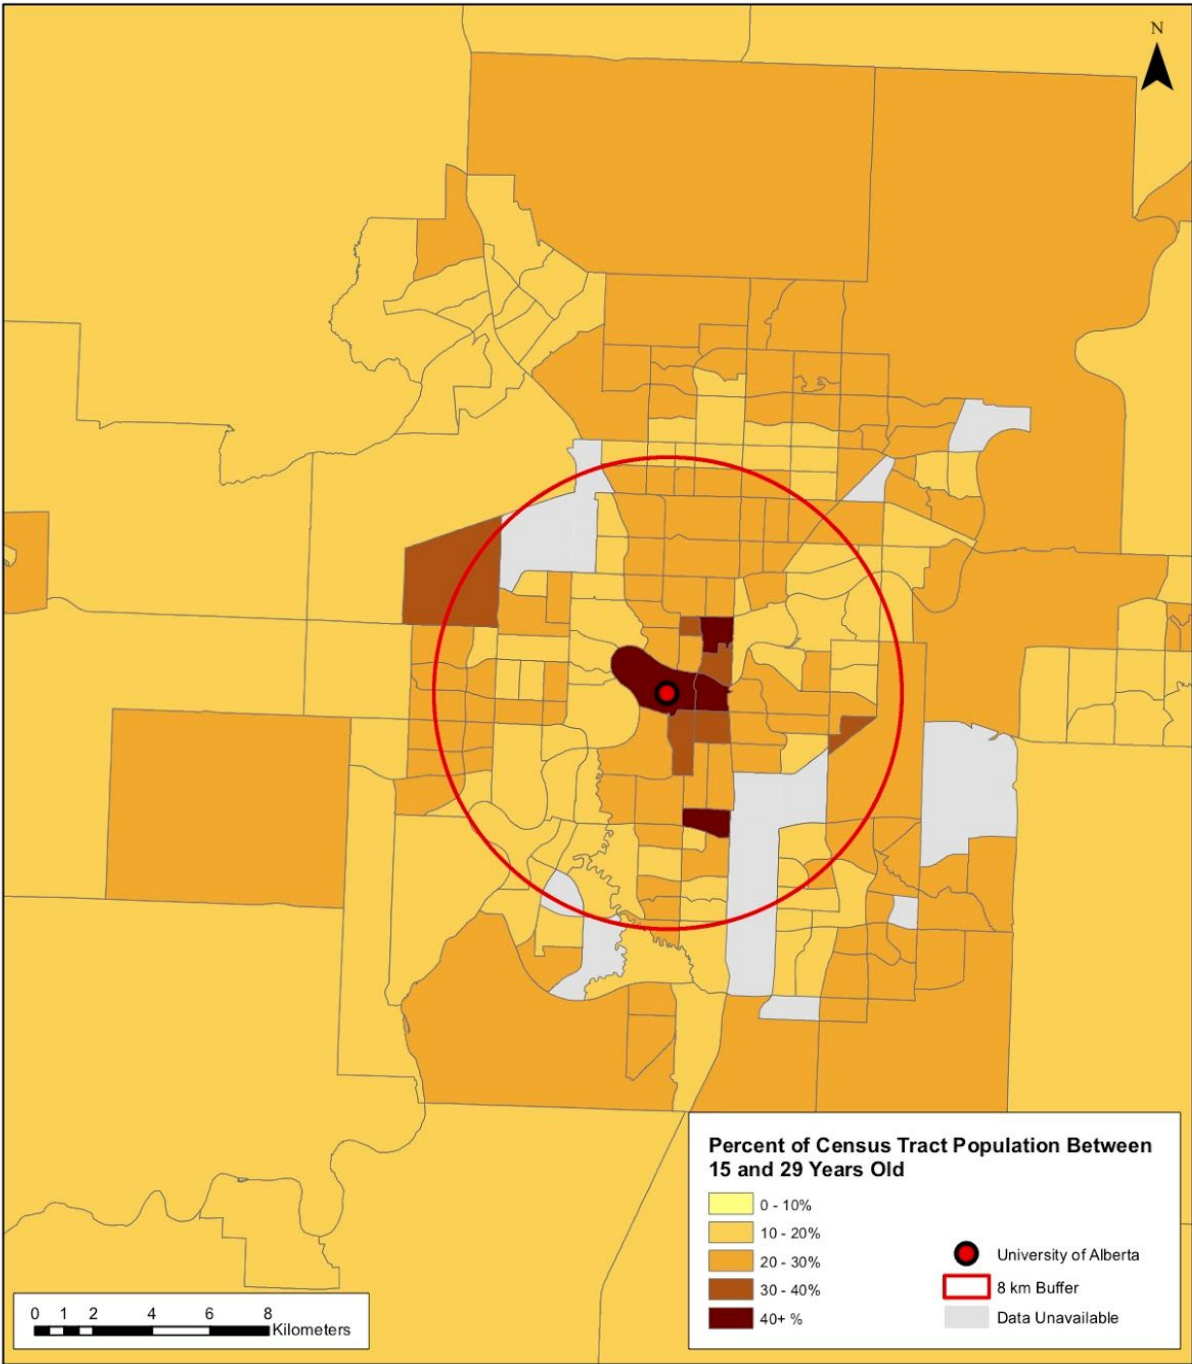 N
Percent of Census Tract Population Between
15 and 29 Years Old
0 - 10%
10 - 20%
20 - 30%
30 - 40%
40+ %
University of Alberta
8 km Buffer
Data Unavailable
0 1 2 4 6 8
Kilometers